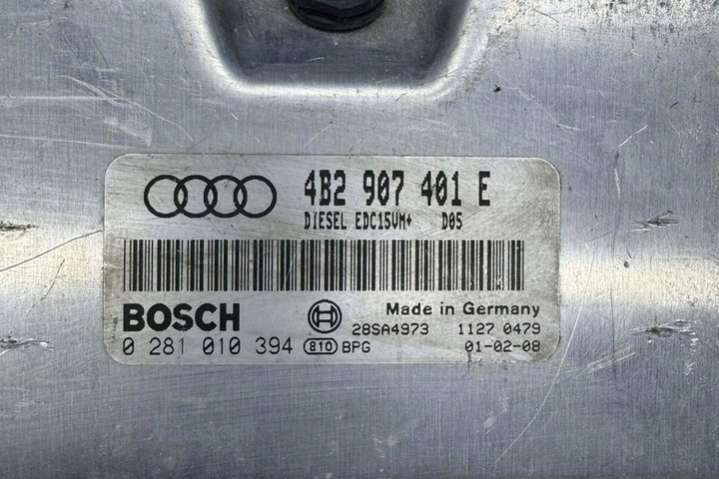 4B2 907 401 E
DIESEL EDC15VM+ D05
BOSCH
Made in Germany
28SA4973 1127 0479
0 281 010 394 810 BPG 01-02-08